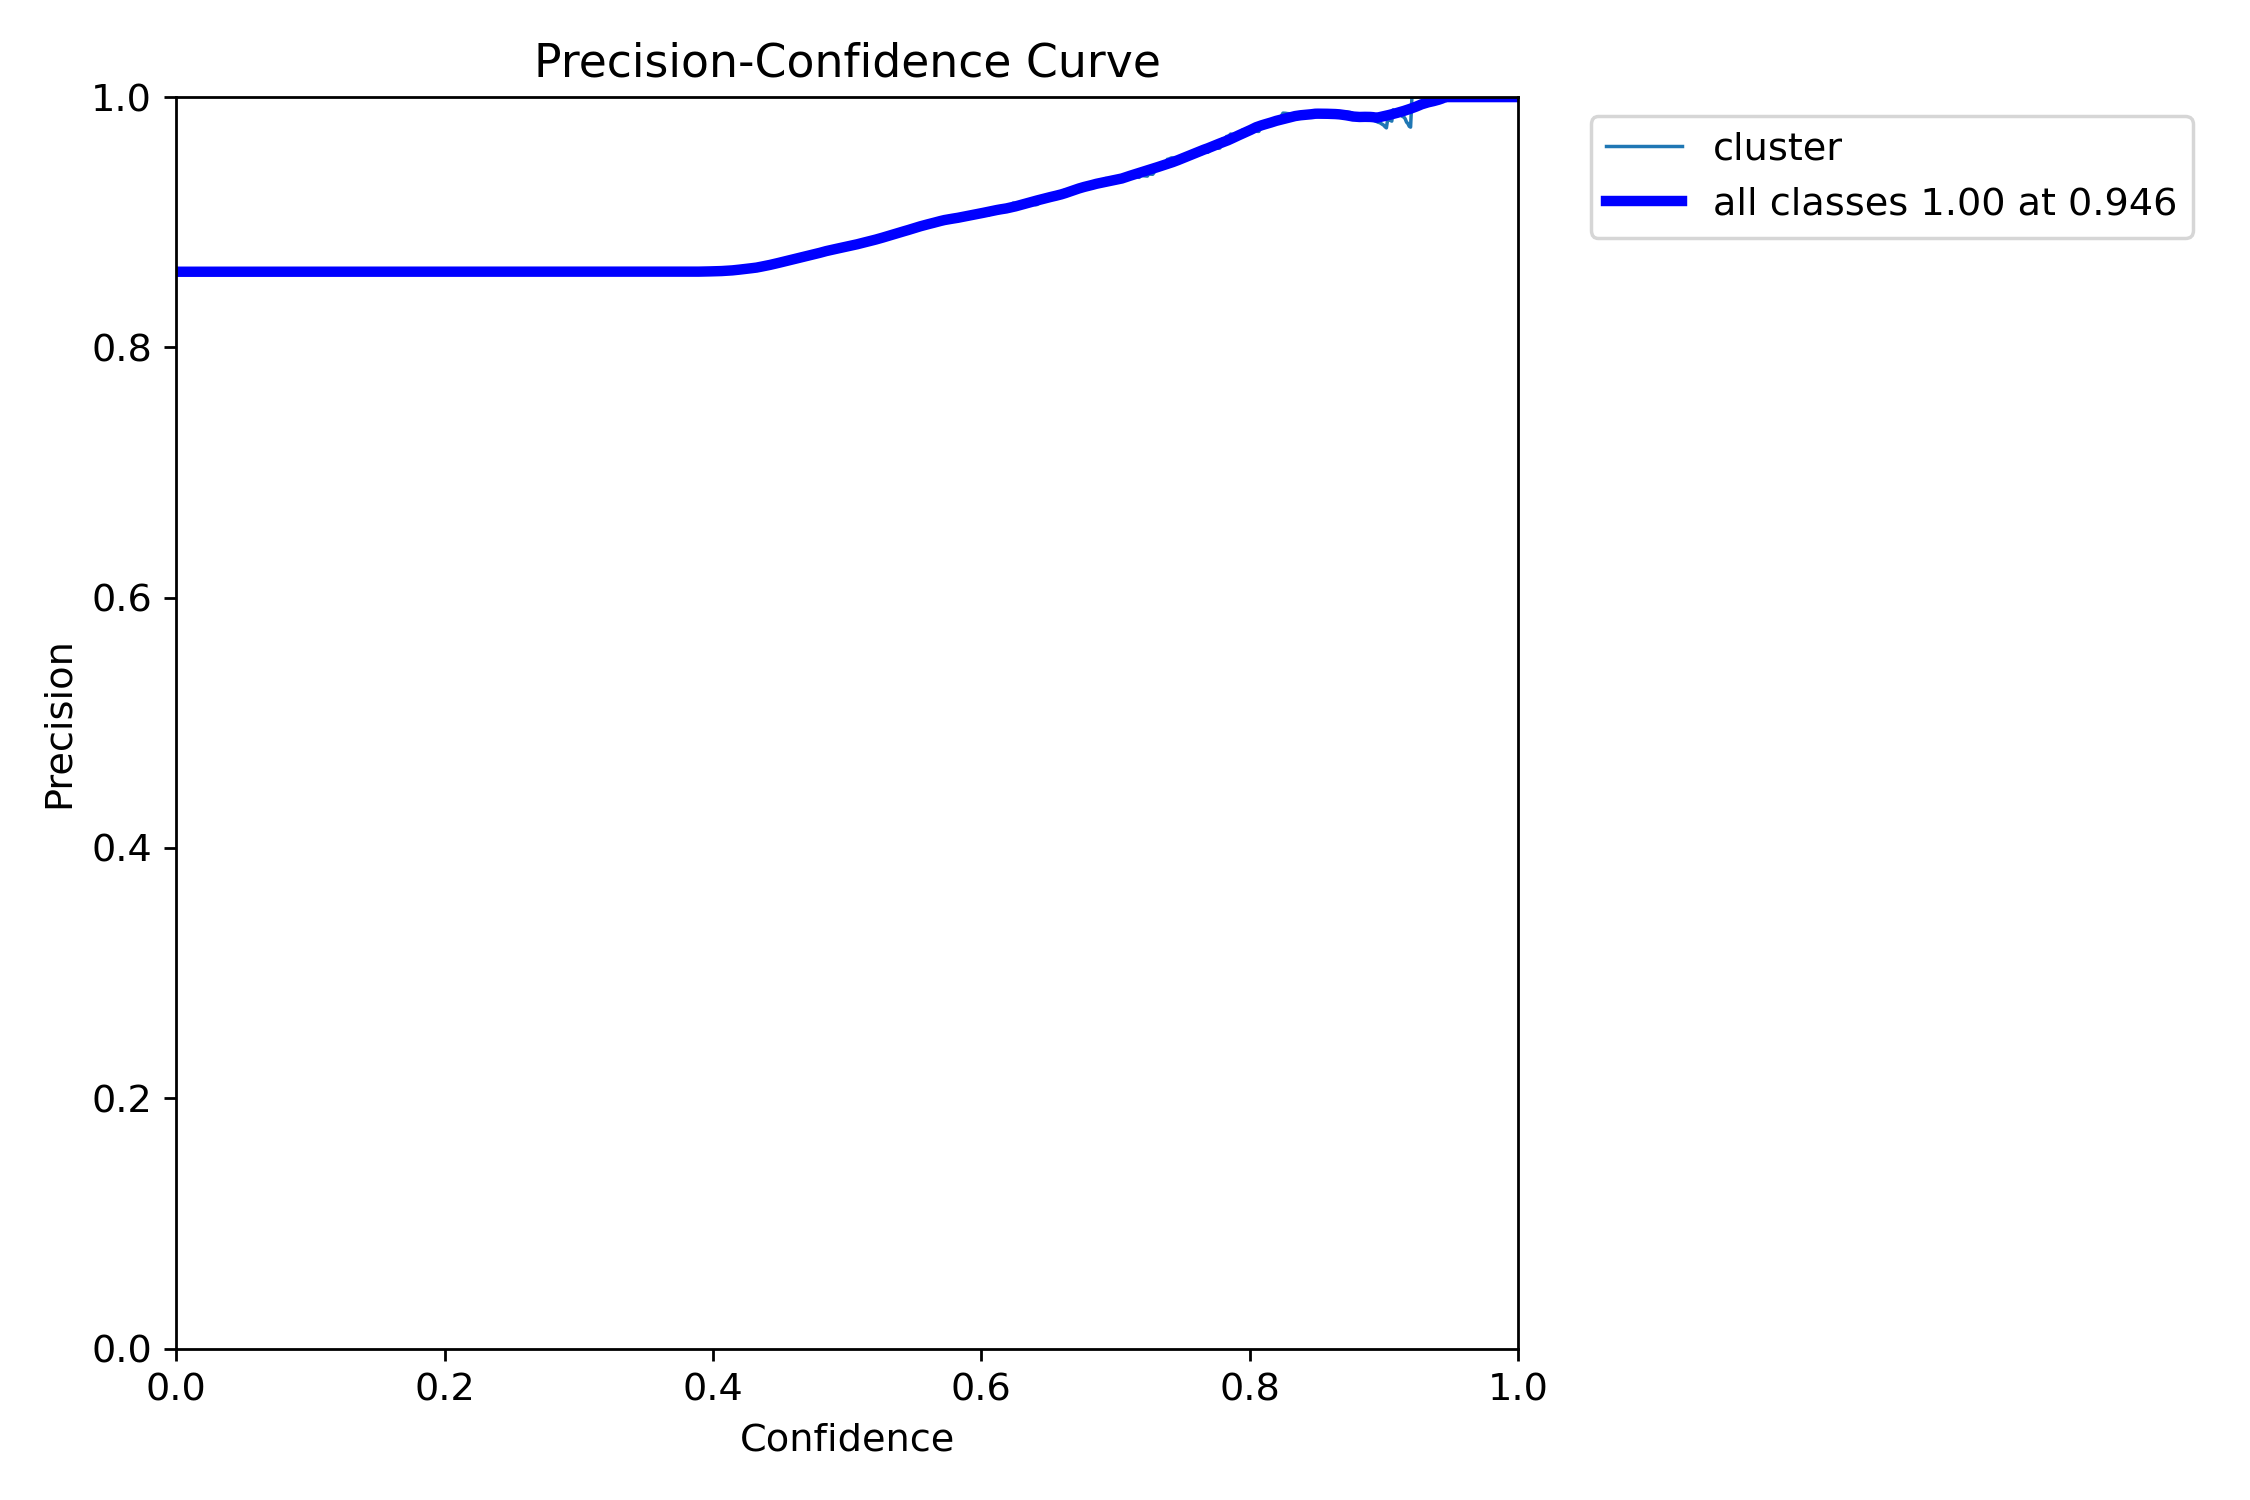 Precision-Confidence Curve
1.0
0.8
0.6
0.4
0.2
0.0
Precision
0.0 0.2 0.4 0.6 0.8 1.0
Confidence
cluster
all classes 1.00 at 0.946